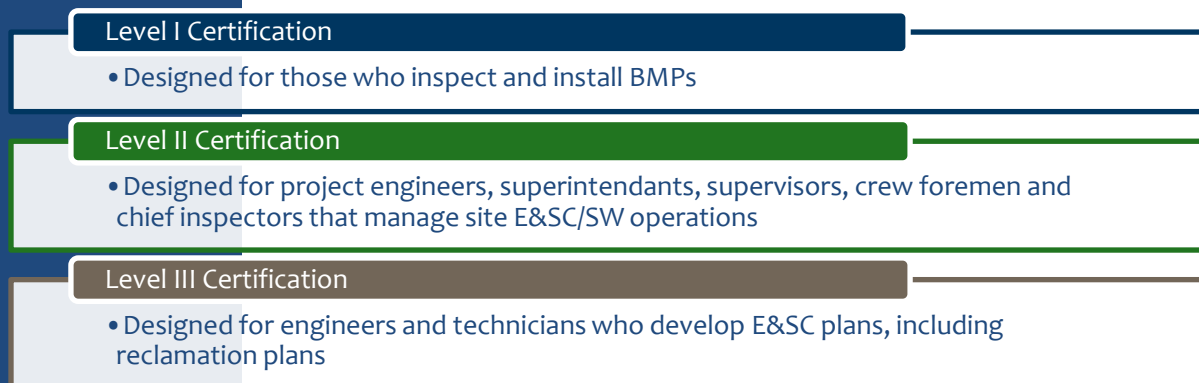 Level I Certification
•Designed for those who inspect and install BMPs
Level II Certification
•Designed for project engineers, superintendants, supervisors, crew foremen and
chief inspectors that manage site E&SC/SW operations
Level III Certification
•Designed for engineers and technicians who develop E&SC plans, including
reclamation plans